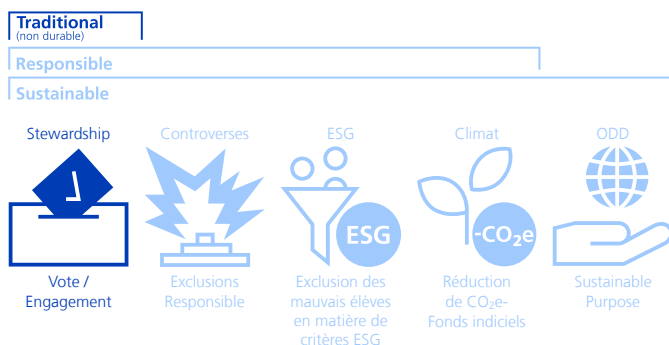 Traditional
(non durable)
Responsible
Sustainable
Stewardship
Controverses
ESG
Climat
ODD
ESG
-CO₂e
Vote /
Engagement
Exclusions
Responsible
Exclusion des
mauvais élèves
en matière de
critères ESG
Réduction
de CO₂e-
Fonds indiciels
Sustainable
Purpose